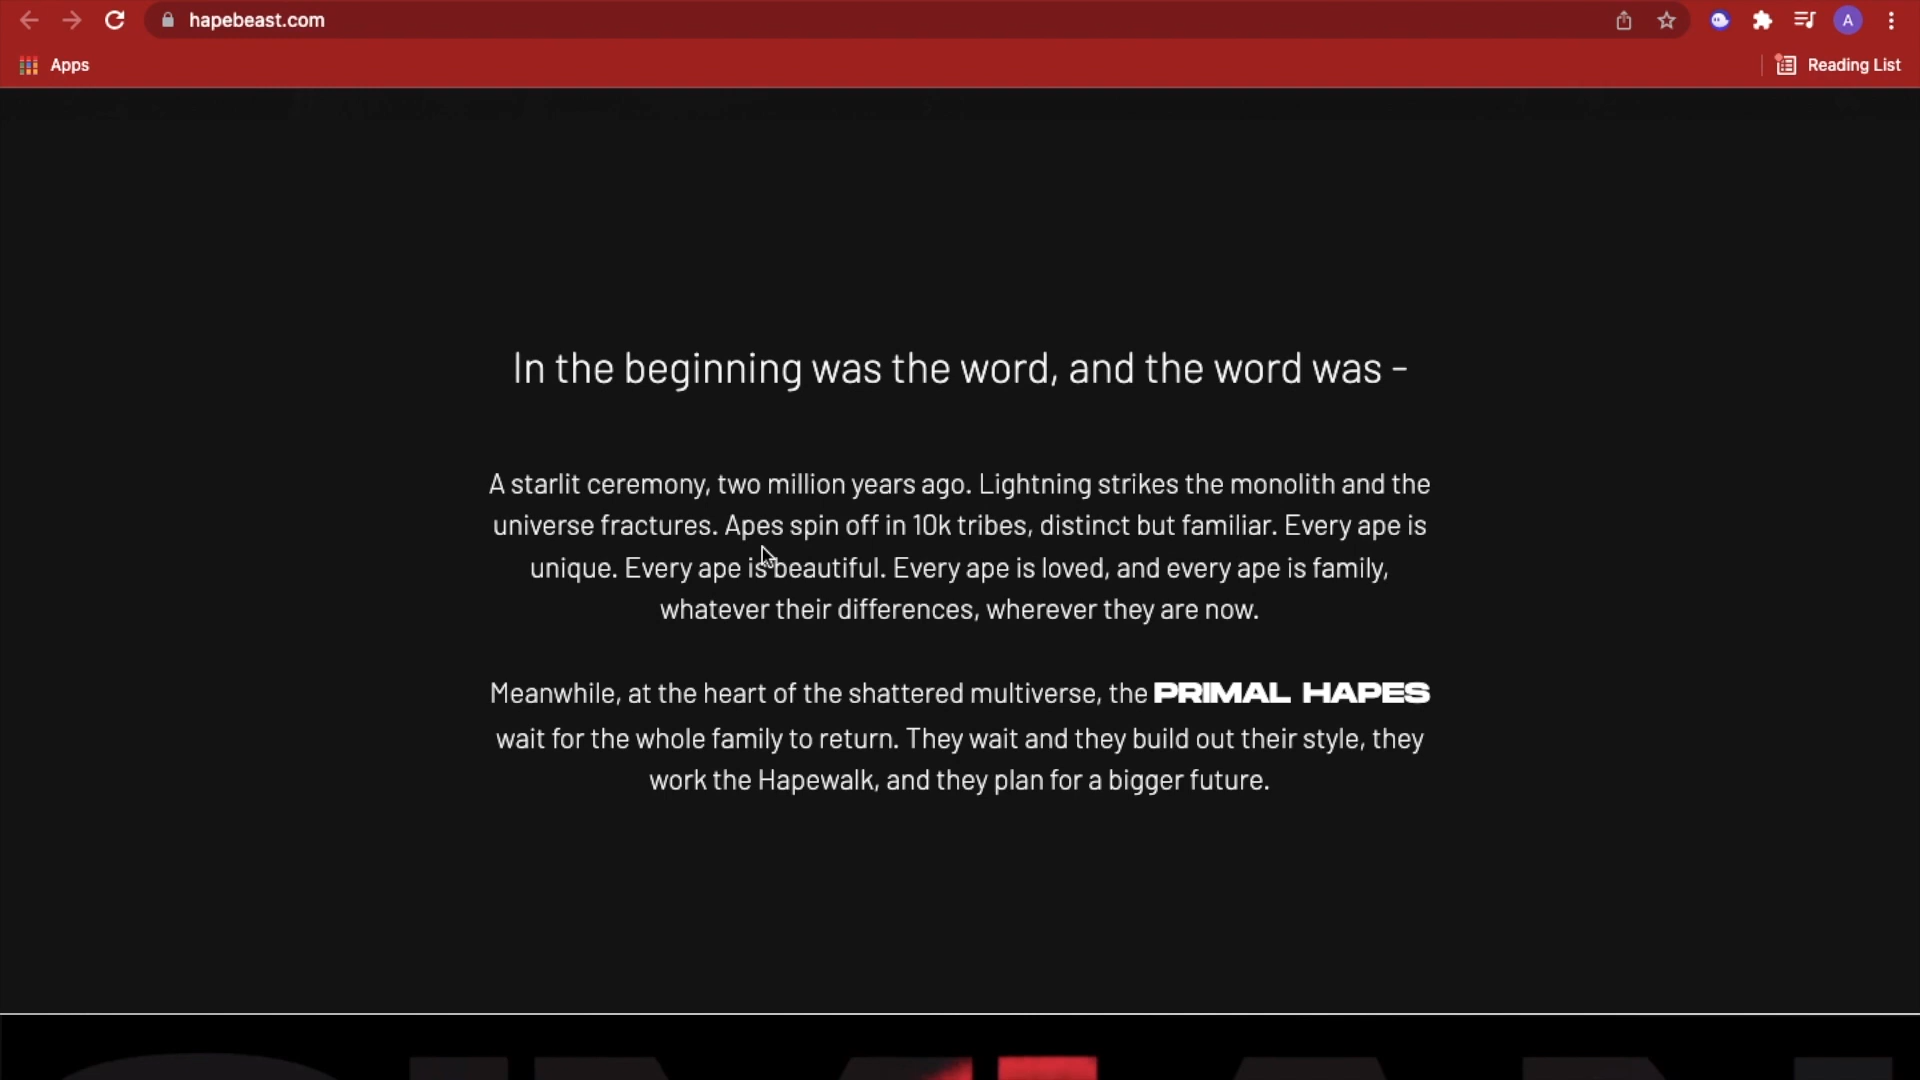 hapebeast.com
A
Apps
Reading List
In the beginning was the word, and the word was -
A starlit ceremony, two million years ago. Lightning strikes the monolith and the
universe fractures. Apes spin off in 10k tribes, distinct but familiar. Every ape is
unique. Every ape is beautiful. Every ape is loved, and every ape is family,
whatever their differences, wherever they are now.
Meanwhile, at the heart of the shattered multiverse, the PRIMAL HAPES
wait for the whole family to return. They wait and they build out their style, they
work the Hapewalk, and they plan for a bigger future.